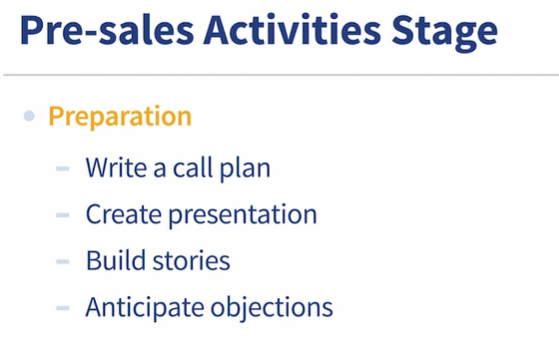 Pre-sales Activities Stage
Preparation
Write a call plan
Create presentation
Build stories
Anticipate objections